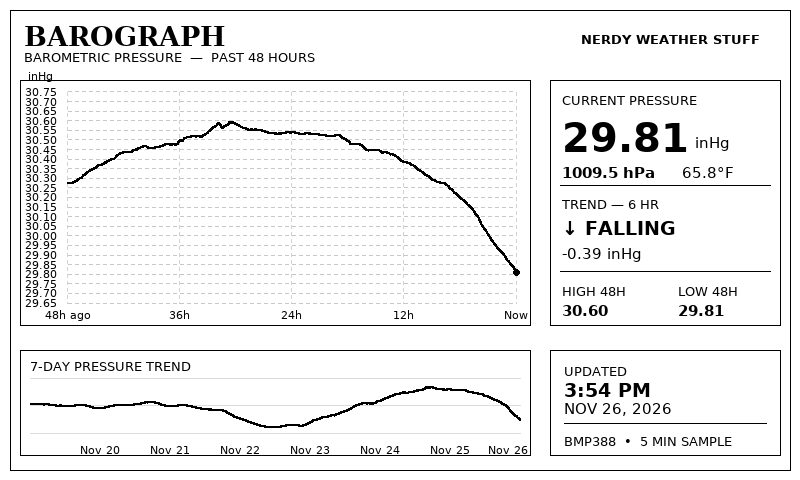 BAROGRAPH
BAROMETRIC PRESSURE — PAST 48 HOURS
NERDY WEATHER STUFF
inHg
30.75
30.70
30.65
30.60
30.55
30.50
30.45
30.40
30.35
30.30
30.25
30.20
30.15
30.10
30.05
30.00
29.95
29.90
29.85
29.80
29.75
29.70
29.65
48h ago 36h 24h 12h Now
CURRENT PRESSURE
29.81 inHg
1009.5 hPa 65.8°F
TREND — 6 HR
↓ FALLING
-0.39 inHg
HIGH 48H LOW 48H
30.60 29.81
7-DAY PRESSURE TREND
Nov 20 Nov 21 Nov 22 Nov 23 Nov 24 Nov 25 Nov 26
UPDATED
3:54 PM
NOV 26, 2026
BMP388 • 5 MIN SAMPLE